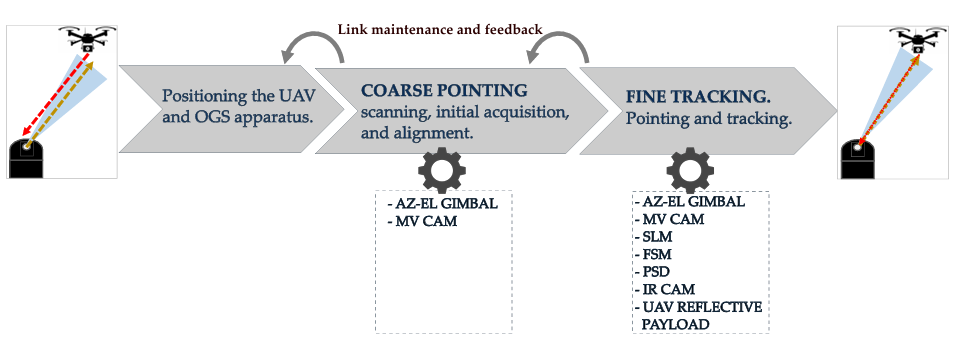 Link maintenance and feedback
Positioning the UAV
and OGS apparatus.
COARSE POINTING
scanning, initial acquisition,
and alignment.
FINE TRACKING.
Pointing and tracking.
- AZ-EL GIMBAL
- MV CAM
- AZ-EL GIMBAL
- MV CAM
- SLM
- FSM
- PSD
- IR CAM
- UAV REFLECTIVE
PAYLOAD